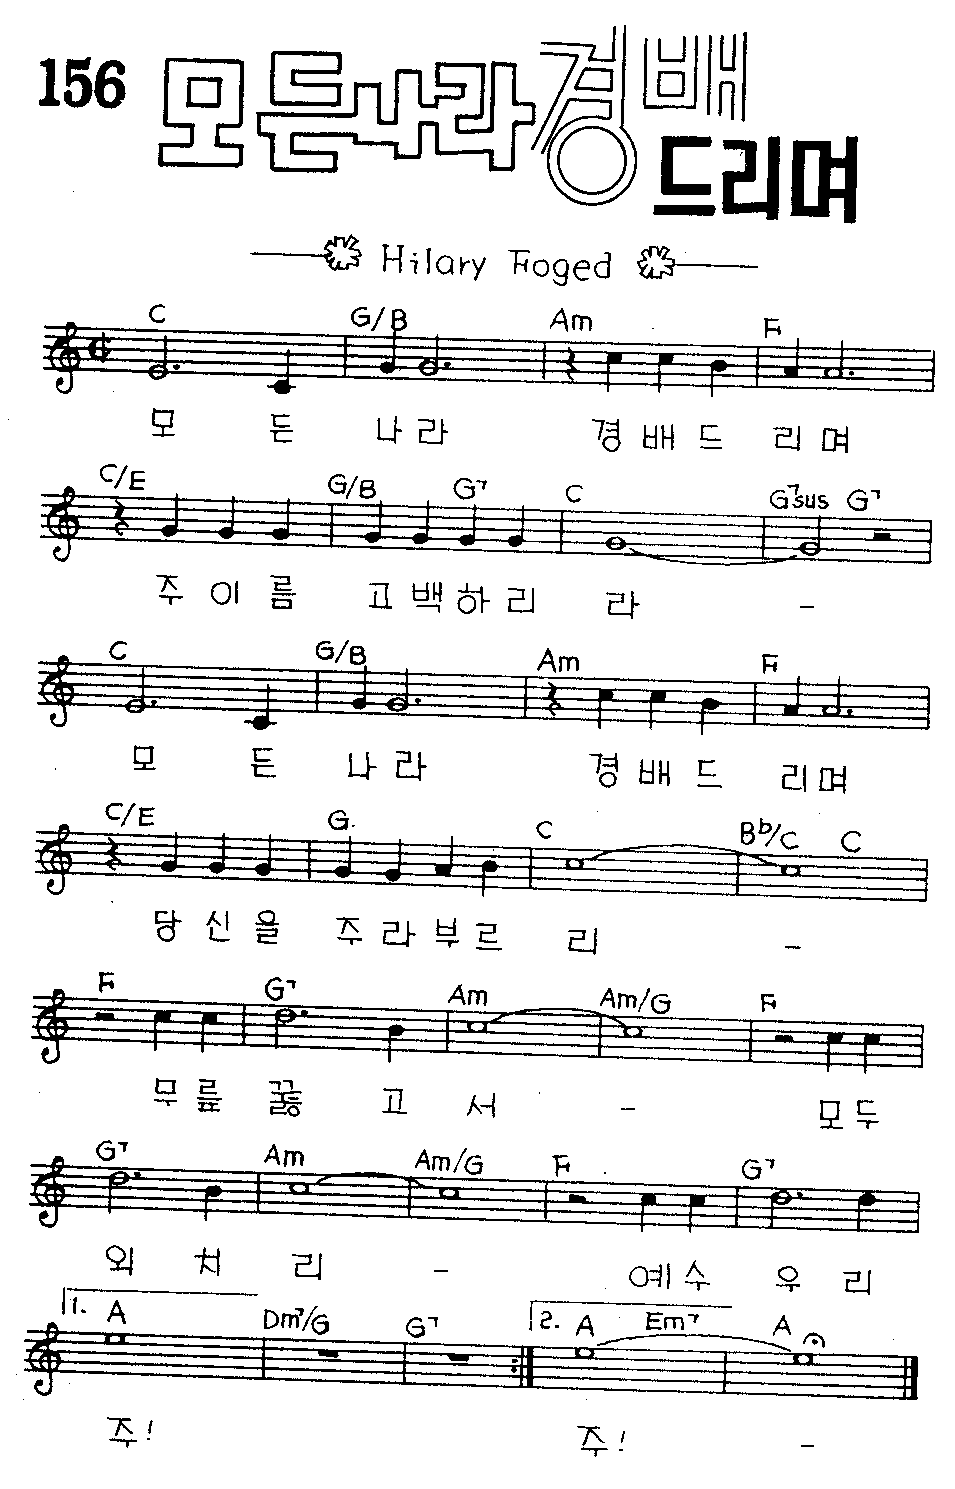 156 모든나라경배
드리며
Hilary Foged
C G/B Am F
모 든 나 라 경 배 드 리 며
C/E G/B G7 C G7sus G7
주 이 름 고 백 하 리 라 -
C G/B Am F
모 든 나 라 경 배 드 리 며
C/E G C Bb/C C
당 신 을 주 라 부 르 리 -
F G7 Am Am/G F
무 릎 꿇 고 서 - 모 두
G7 Am Am/G F G7
외 치 리 - 예 수 우 리
1. A Dm7/G G7 2. A Em7 A
주! 주! -